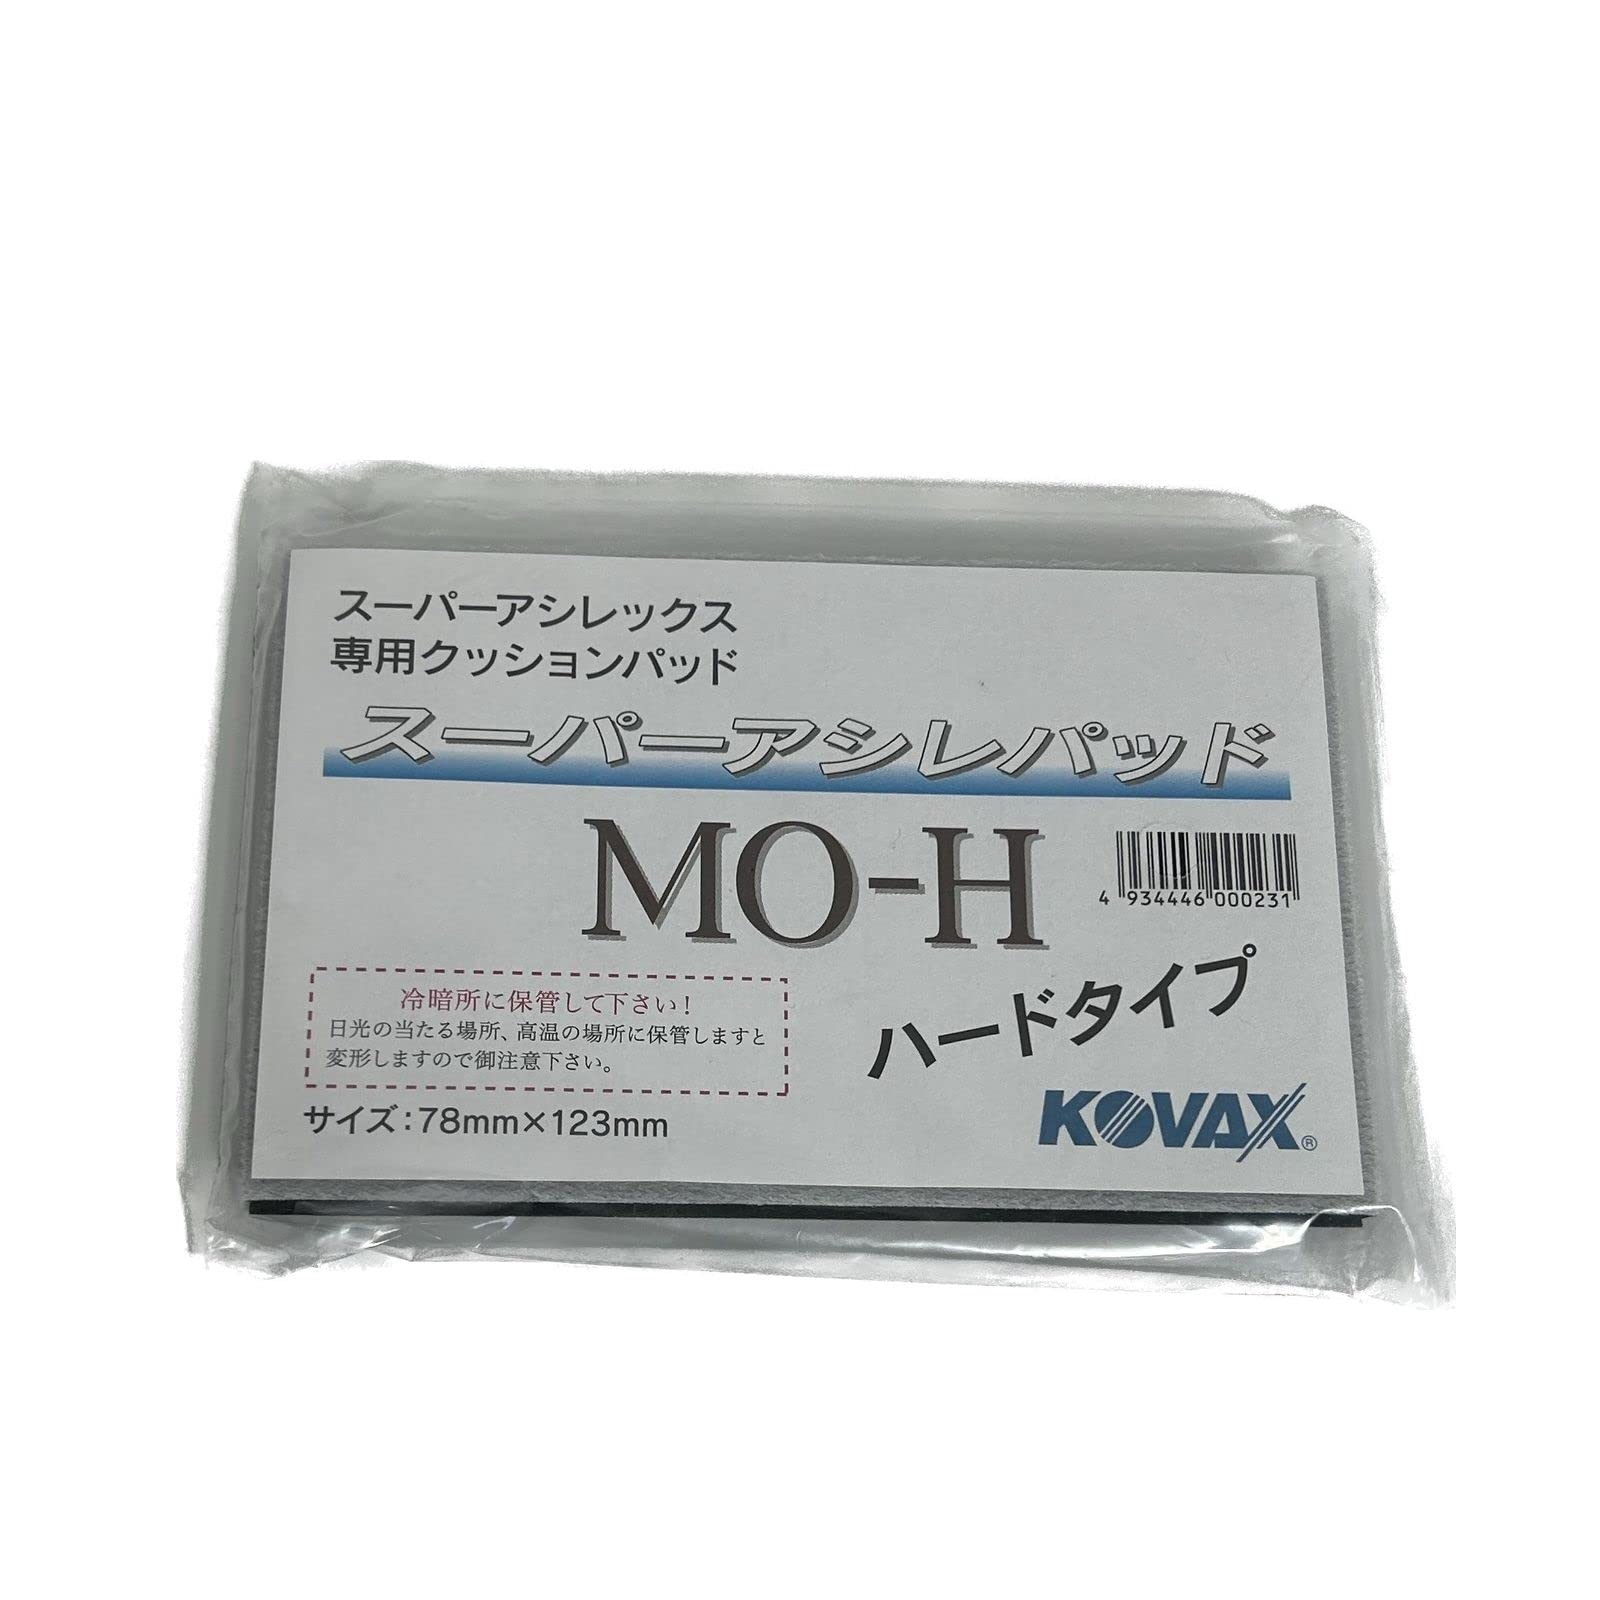 スーパーアシレックス
専用クッションパッド
スーパーアシレパッド
MO-H
4 934446 000231
ハードタイプ
冷暗所に保管して下さい!
日光の当たる場所、高温の場所に保管しますと
変形しますので御注意下さい。
サイズ:78mm×123mm
KOVAX®